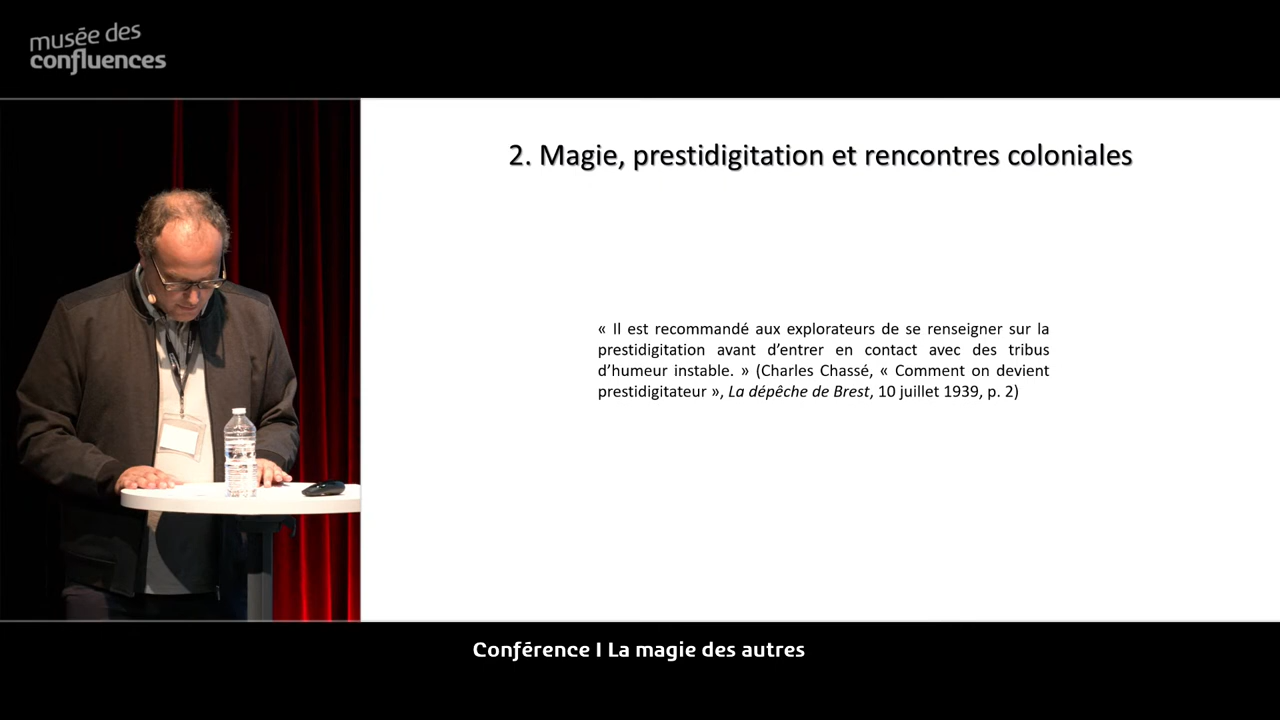 musée des
confluences
2. Magie, prestidigitation et rencontres coloniales
« Il est recommandé aux explorateurs de se renseigner sur la
prestidigitation avant d’entrer en contact avec des tribus
d’humeur instable. » (Charles Chassé, « Comment on devient
prestidigitateur », La dépêche de Brest, 10 juillet 1939, p. 2)
Conférence I La magie des autres